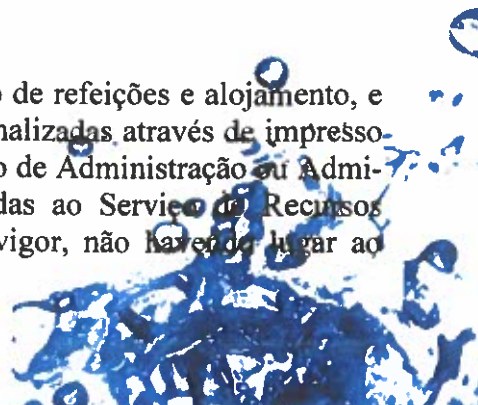 o de refeições e alojamento, e
nalizadas através de impresso
o de Administração ou Admi-
das ao Serviço de Recursos
vigor, não havendo lugar ao